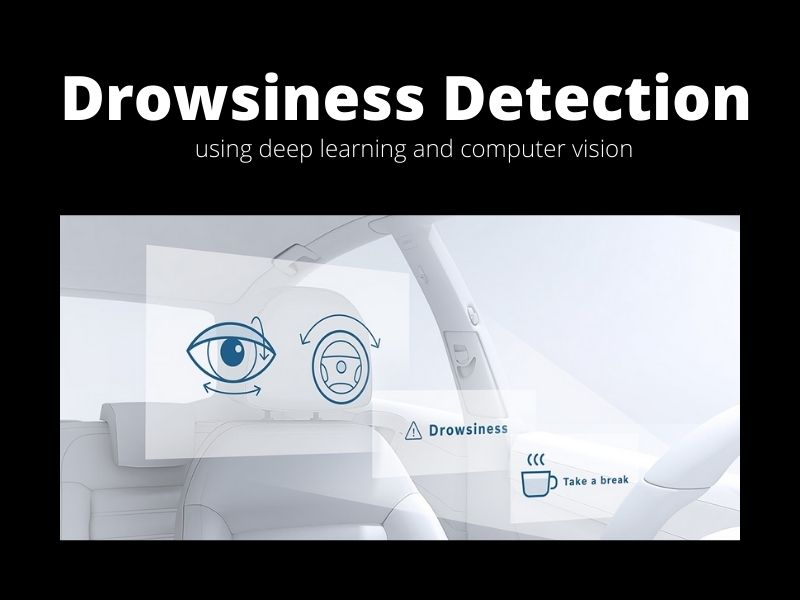 Drowsiness Detection
using deep learning and computer vision
Drowsiness
Take a break